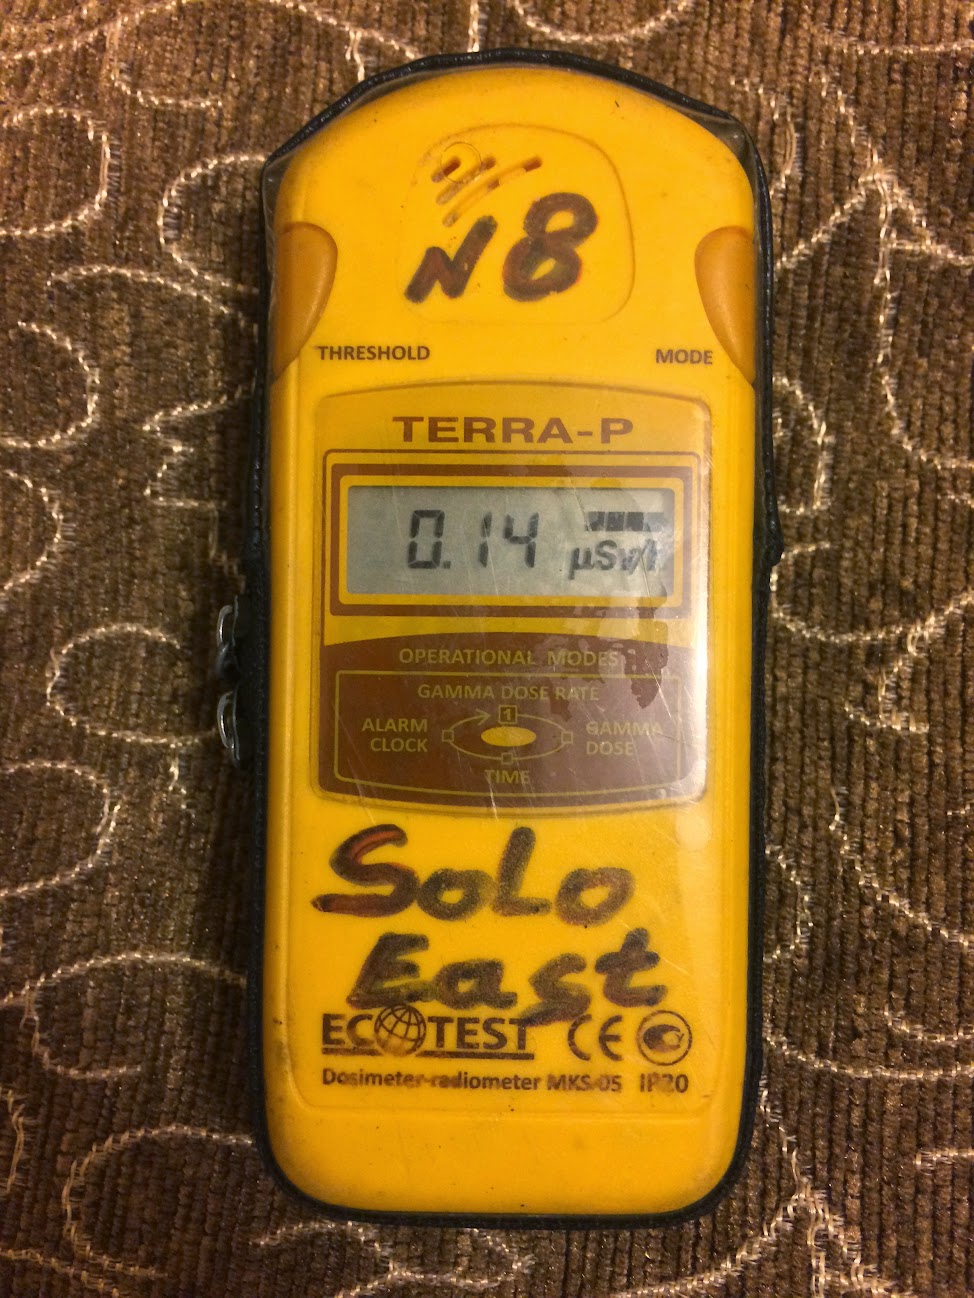 N8
THRESHOLD MODE
TERRA-P
0.14 µSv/h
OPERATIONAL MODES
GAMMA DOSE RATE
1
ALARM CLOCK
GAMMA DOSE
TIME
SoLo
East
ECOTEST CE
Dosimeter-radiometer MKS-05 IP20